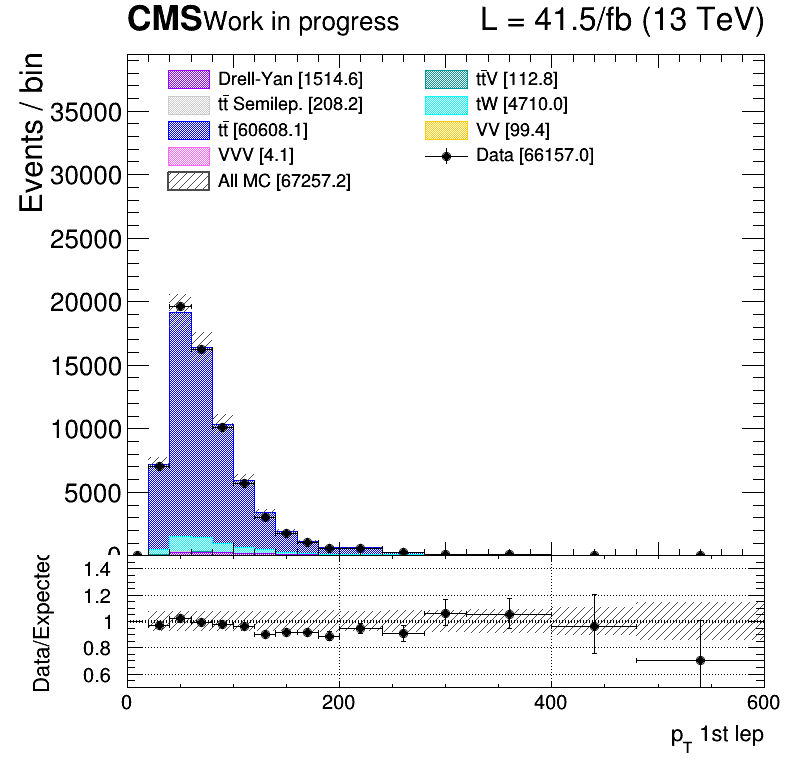 CMS Work in progress L = 41.5/fb (13 TeV)
Events / bin
Drell-Yan [1514.6]
tt̄ Semilep. [208.2]
tt̄ [60608.1]
VVV [4.1]
All MC [67257.2]
tt̄V [112.8]
tW [4710.0]
VV [99.4]
Data [66157.0]
35000
30000
25000
20000
15000
10000
5000
0
Data/Expected
1.4
1.2
1
0.8
0.6
0 200 400 600
p_T 1st lep